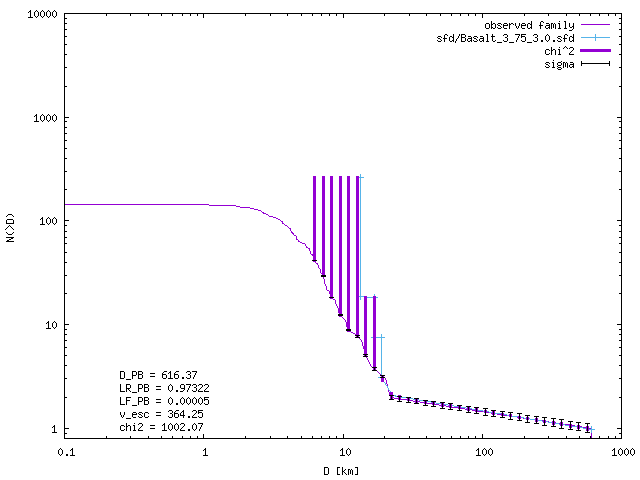 10000
1000
100
10
1
N(>D)
observed family
sfd/Basalt_3_75_3.0.sfd
chi^2
sigma
D_PB = 616.37
LR_PB = 0.97322
LF_PB = 0.00005
v_esc = 364.25
chi2 = 1002.07
0.1 1 10 100 1000
D [km]